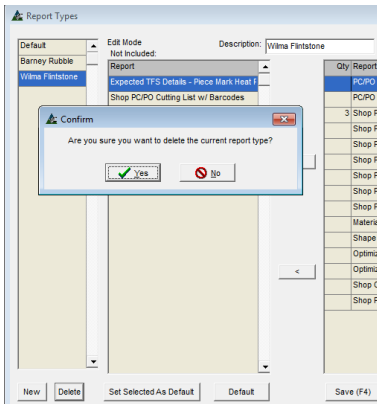 Report Types
Edit Mode
Description: Wilma Flintstone
Not Included:
Default
Barney Rubble
Wilma Flintstone
Report
Expected TFS Details - Piece Mark Heat
Shop PC/PO Cutting List w/ Barcodes
Qty Report
PC/PO
PC/PO
3 Shop
Shop
Shop
Shop
Shop
Shop
Shop
Materia
Shape
Optimiz
Optimiz
Shop
Shop
Confirm
Are you sure you want to delete the current report type?
Yes
No
<
New
Delete
Set Selected As Default
Default
Save (F4)